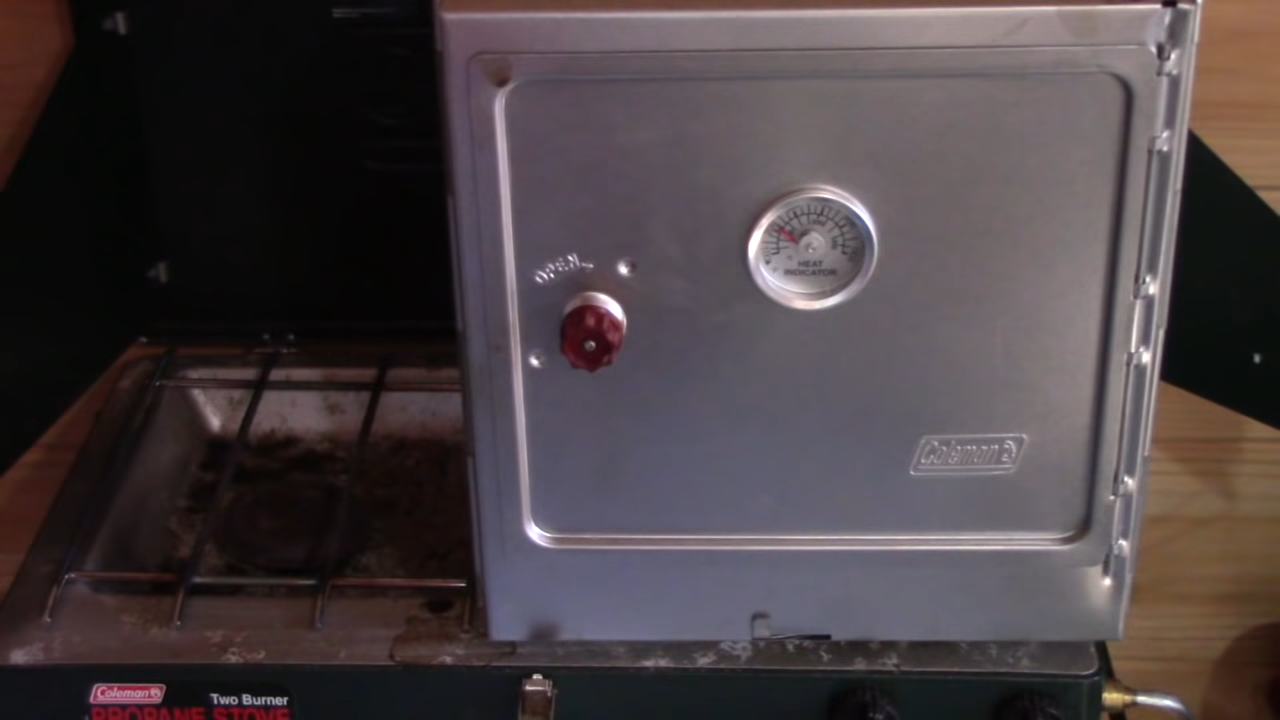 OPEN
HEAT
INDICATOR
Coleman
Coleman
Two Burner
PROPANE STOVE